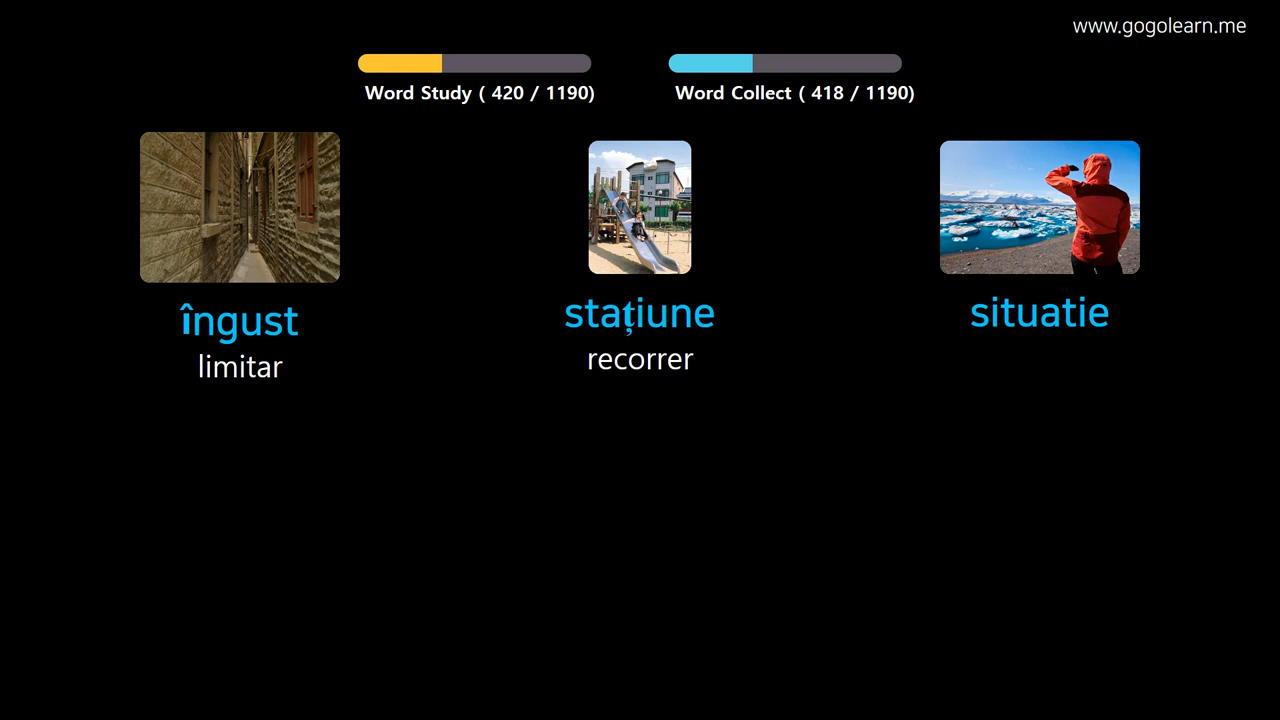 www.gogolearn.me
Word Study ( 420 / 1190)
Word Collect ( 418 / 1190)
îngust
limitar
stațiune
recorrer
situatie